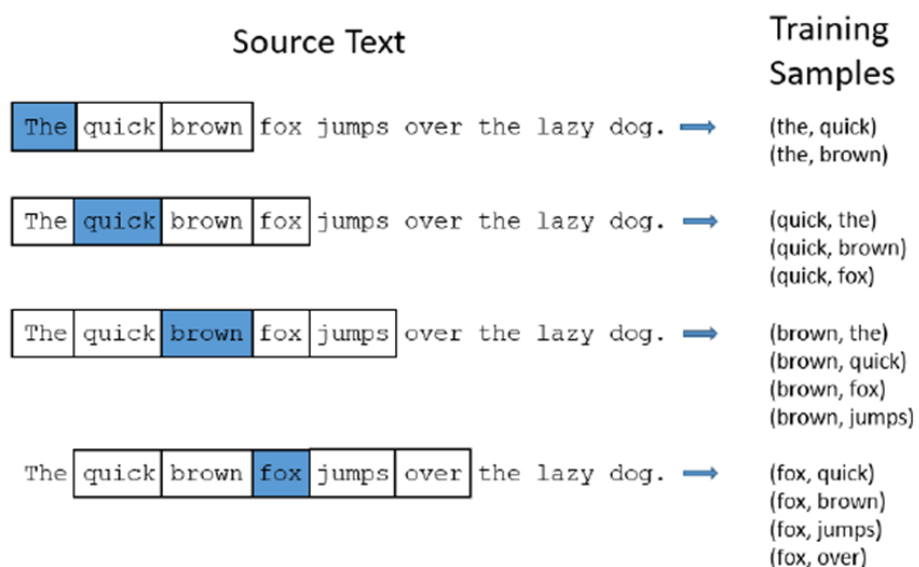 Source Text
Training
Samples
The quick brown fox jumps over the lazy dog.
(the, quick)
(the, brown)
The quick brown fox jumps over the lazy dog.
(quick, the)
(quick, brown)
(quick, fox)
The quick brown fox jumps over the lazy dog.
(brown, the)
(brown, quick)
(brown, fox)
(brown, jumps)
The quick brown fox jumps over the lazy dog.
(fox, quick)
(fox, brown)
(fox, jumps)
(fox, over)